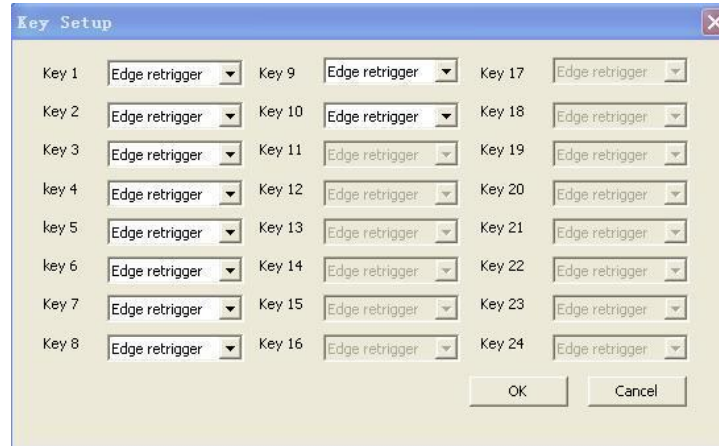 Key Setup
Key 1 Edge retrigger Key 9 Edge retrigger Key 17 Edge retrigger
Key 2 Edge retrigger Key 10 Edge retrigger Key 18 Edge retrigger
Key 3 Edge retrigger Key 11 Edge retrigger Key 19 Edge retrigger
key 4 Edge retrigger Key 12 Edge retrigger Key 20 Edge retrigger
key 5 Edge retrigger Key 13 Edge retrigger Key 21 Edge retrigger
key 6 Edge retrigger Key 14 Edge retrigger Key 22 Edge retrigger
Key 7 Edge retrigger Key 15 Edge retrigger Key 23 Edge retrigger
Key 8 Edge retrigger Key 16 Edge retrigger Key 24 Edge retrigger
OK Cancel